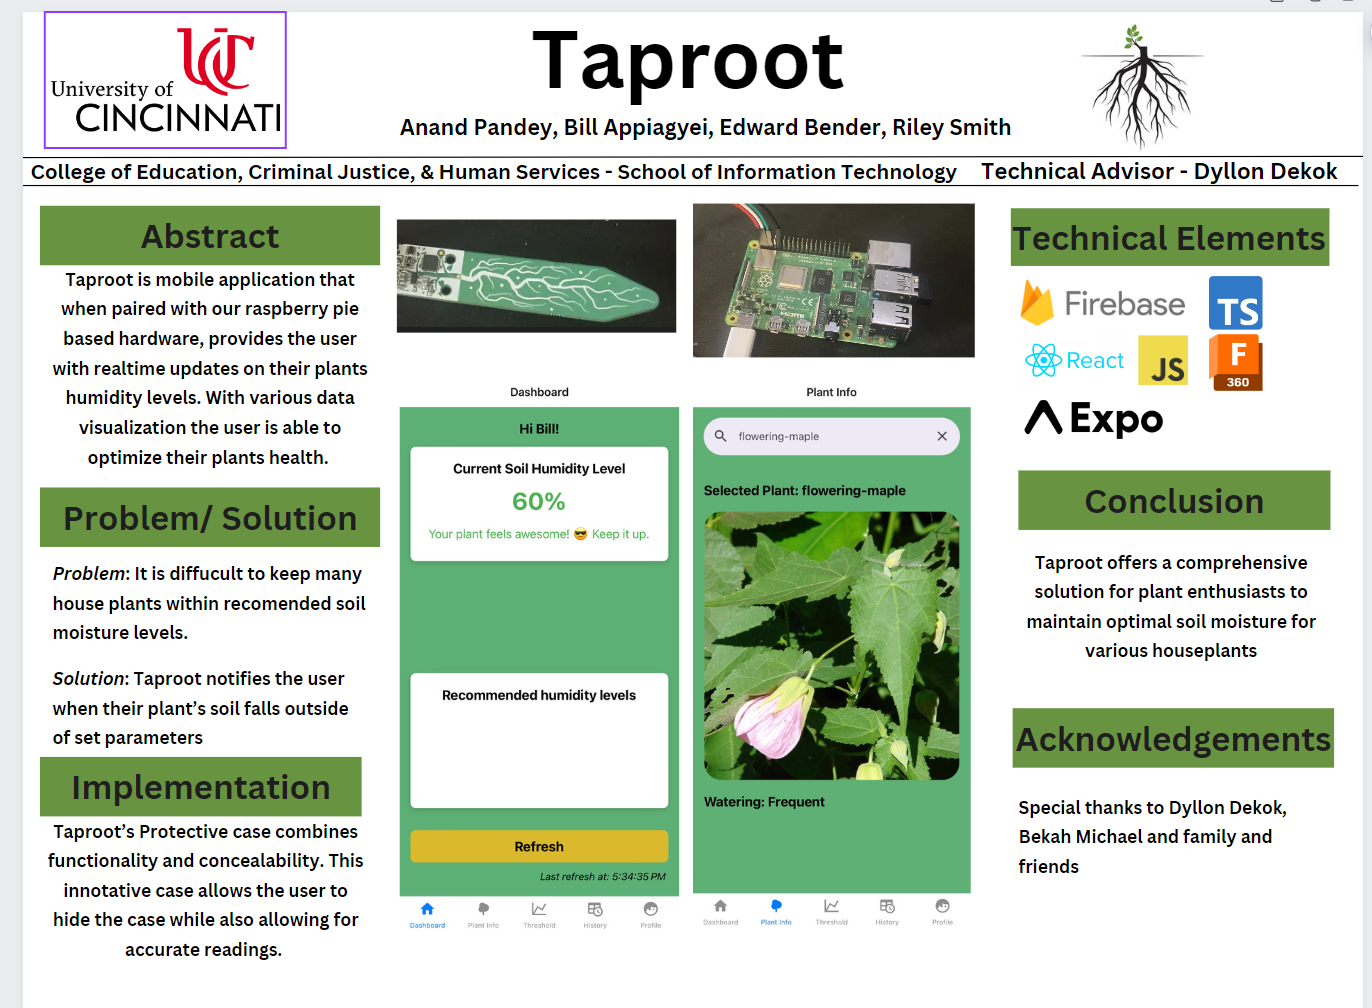 University of
CINCINNATI
Taproot
Anand Pandey, Bill Appiagyei, Edward Bender, Riley Smith
College of Education, Criminal Justice, & Human Services - School of Information Technology
Technical Advisor - Dyllon Dekok
Abstract
Taproot is mobile application that
when paired with our raspberry pie
based hardware, provides the user
with realtime updates on their plants
humidity levels. With various data
visualization the user is able to
optimize their plants health.
Problem/ Solution
Problem: It is diffucult to keep many
house plants within recomended soil
moisture levels.
Solution: Taproot notifies the user
when their plant’s soil falls outside
of set parameters
Implementation
Taproot’s Protective case combines
functionality and concealability. This
innotative case allows the user to
hide the case while also allowing for
accurate readings.
HDMI
Dashboard
Hi Bill!
Current Soil Humidity Level
60%
Your plant feels awesome! 😎 Keep it up.
Recommended humidity levels
Refresh
Last refresh at: 5:34:35 PM
Dashboard
Plant Info
Threshold
History
Profile
Plant Info
flowering-maple
Selected Plant: flowering-maple
Watering: Frequent
Dashboard
Plant Info
Threshold
History
Profile
Technical Elements
Firebase
TS
React
JS
F
360
Expo
Conclusion
Taproot offers a comprehensive
solution for plant enthusiasts to
maintain optimal soil moisture for
various houseplants
Acknowledgements
Special thanks to Dyllon Dekok,
Bekah Michael and family and
friends